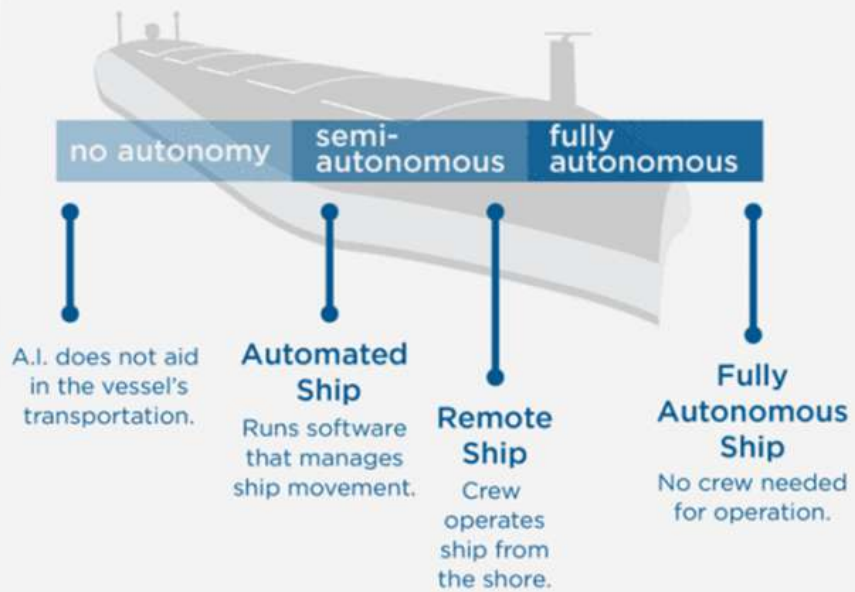 no autonomy
semi-
autonomous
fully
autonomous
A.I. does not aid
in the vessel's
transportation.
Automated
Ship
Runs software
that manages
ship movement.
Remote
Ship
Crew
operates
ship from
the shore.
Fully
Autonomous
Ship
No crew needed
for operation.